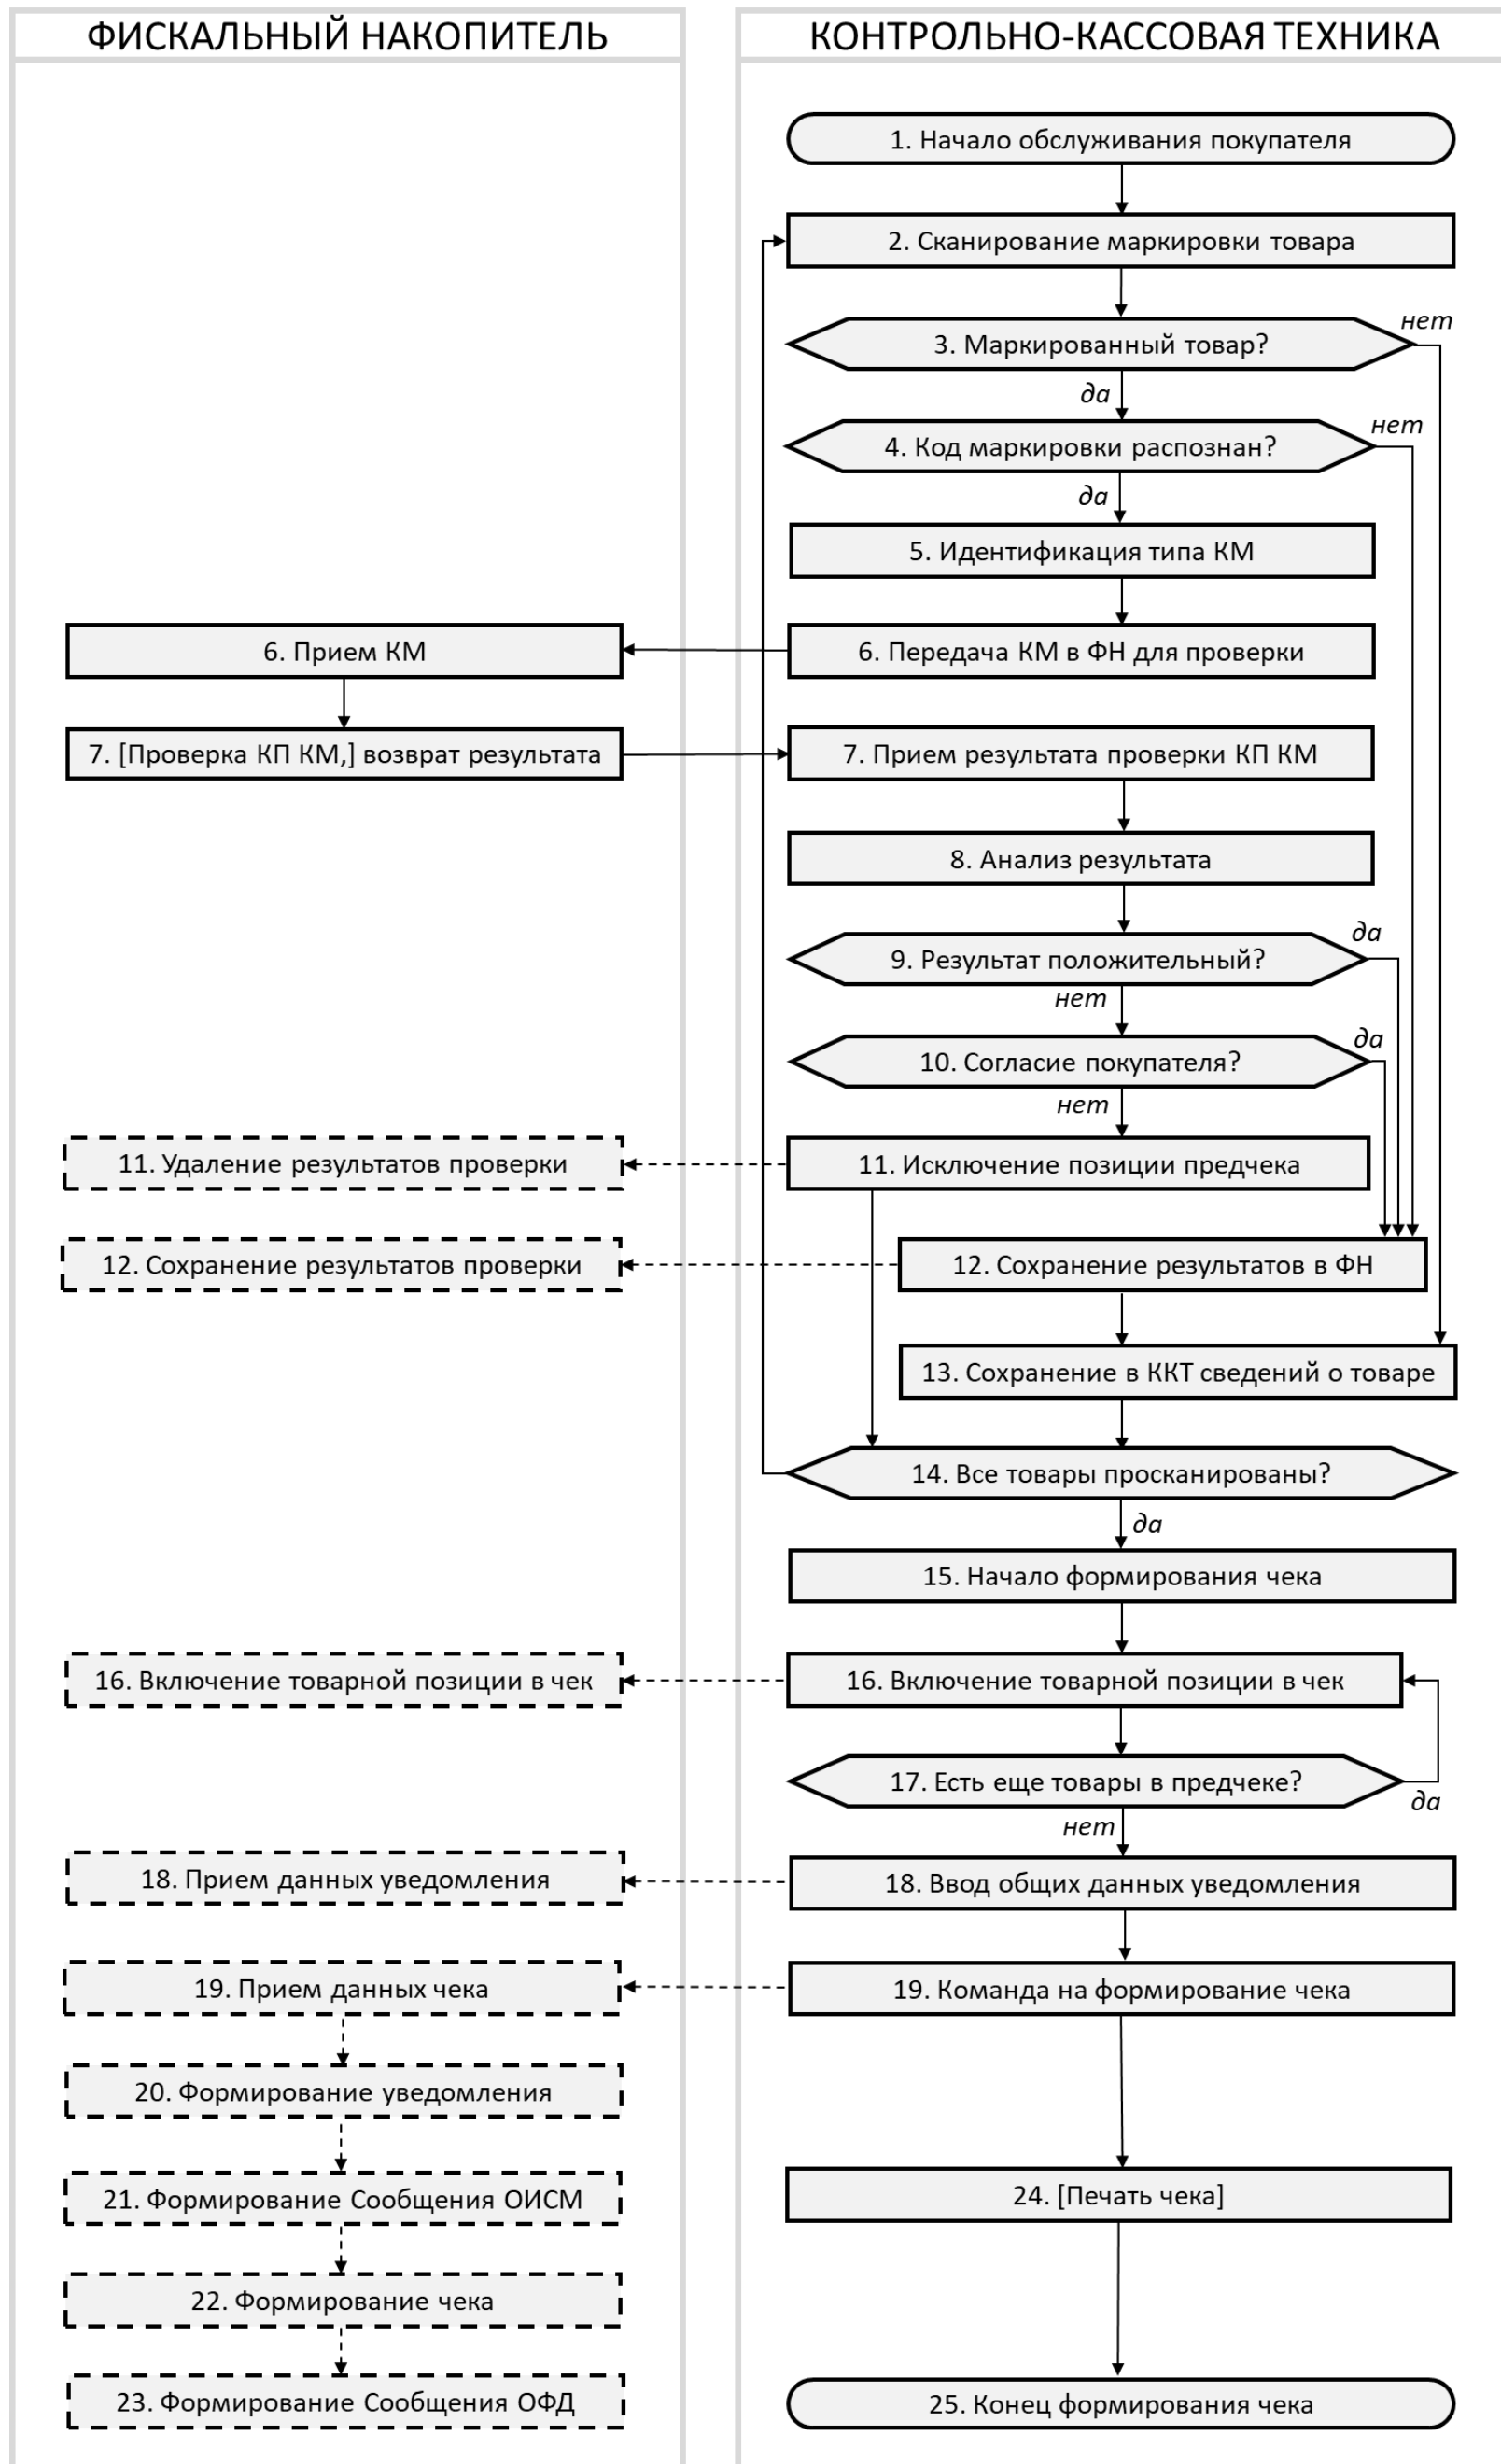 ФИСКАЛЬНЫЙ НАКОПИТЕЛЬ
КОНТРОЛЬНО-КАССОВАЯ ТЕХНИКА
1. Начало обслуживания покупателя
2. Сканирование маркировки товара
нет
3. Маркированный товар?
да
нет
4. Код маркировки распознан?
да
5. Идентификация типа КМ
6. Прием КМ
6. Передача КМ в ФН для проверки
7. [Проверка КП КМ,] возврат результата
7. Прием результата проверки КП КМ
8. Анализ результата
да
9. Результат положительный?
нет
да
10. Согласие покупателя?
нет
11. Удаление результатов проверки
11. Исключение позиции предчека
12. Сохранение результатов проверки
12. Сохранение результатов в ФН
13. Сохранение в ККТ сведений о товаре
14. Все товары просканированы?
да
15. Начало формирования чека
16. Включение товарной позиции в чек
16. Включение товарной позиции в чек
17. Есть еще товары в предчеке?
да
нет
18. Прием данных уведомления
18. Ввод общих данных уведомления
19. Прием данных чека
19. Команда на формирование чека
20. Формирование уведомления
21. Формирование Сообщения ОИСМ
24. [Печать чека]
22. Формирование чека
23. Формирование Сообщения ОФД
25. Конец формирования чека